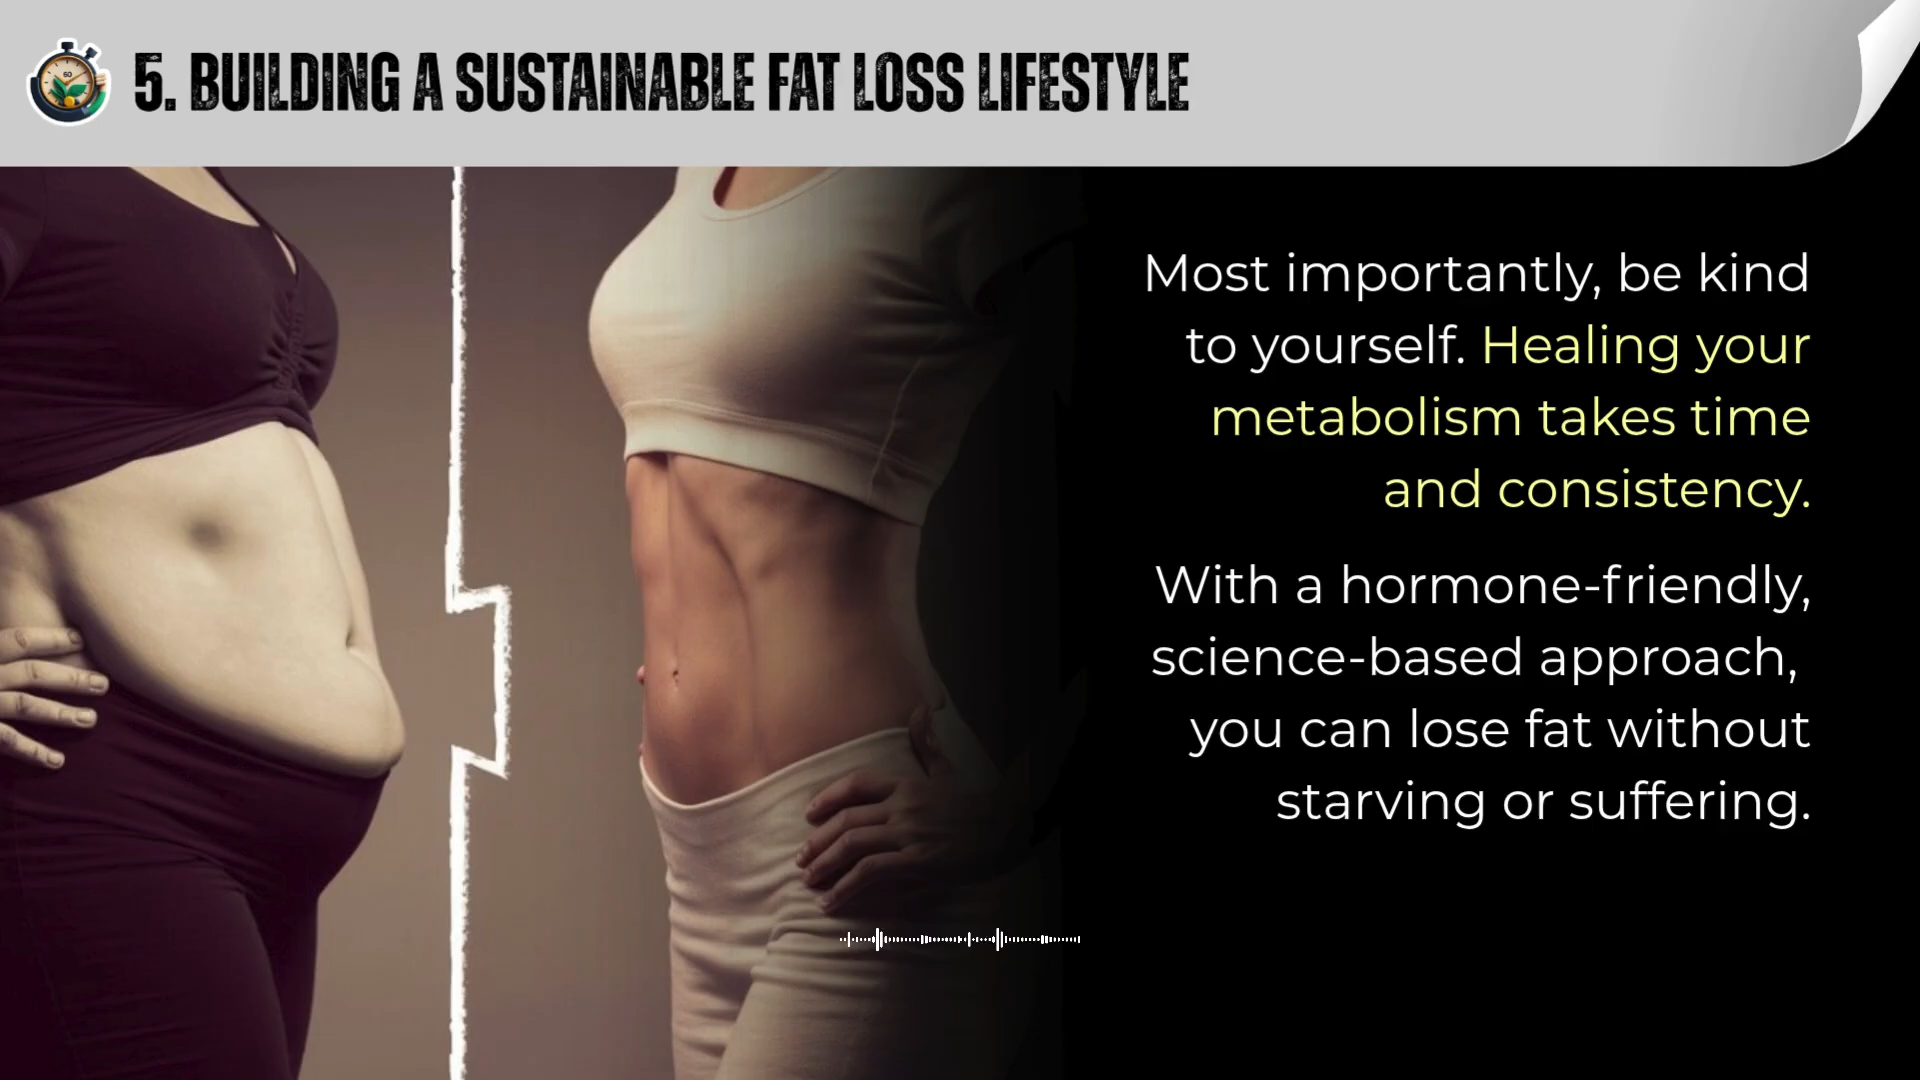 60
5. BUILDING A SUSTAINABLE FAT LOSS LIFESTYLE
Most importantly, be kind
to yourself. Healing your
metabolism takes time
and consistency.
With a hormone-friendly,
science-based approach,
you can lose fat without
starving or suffering.